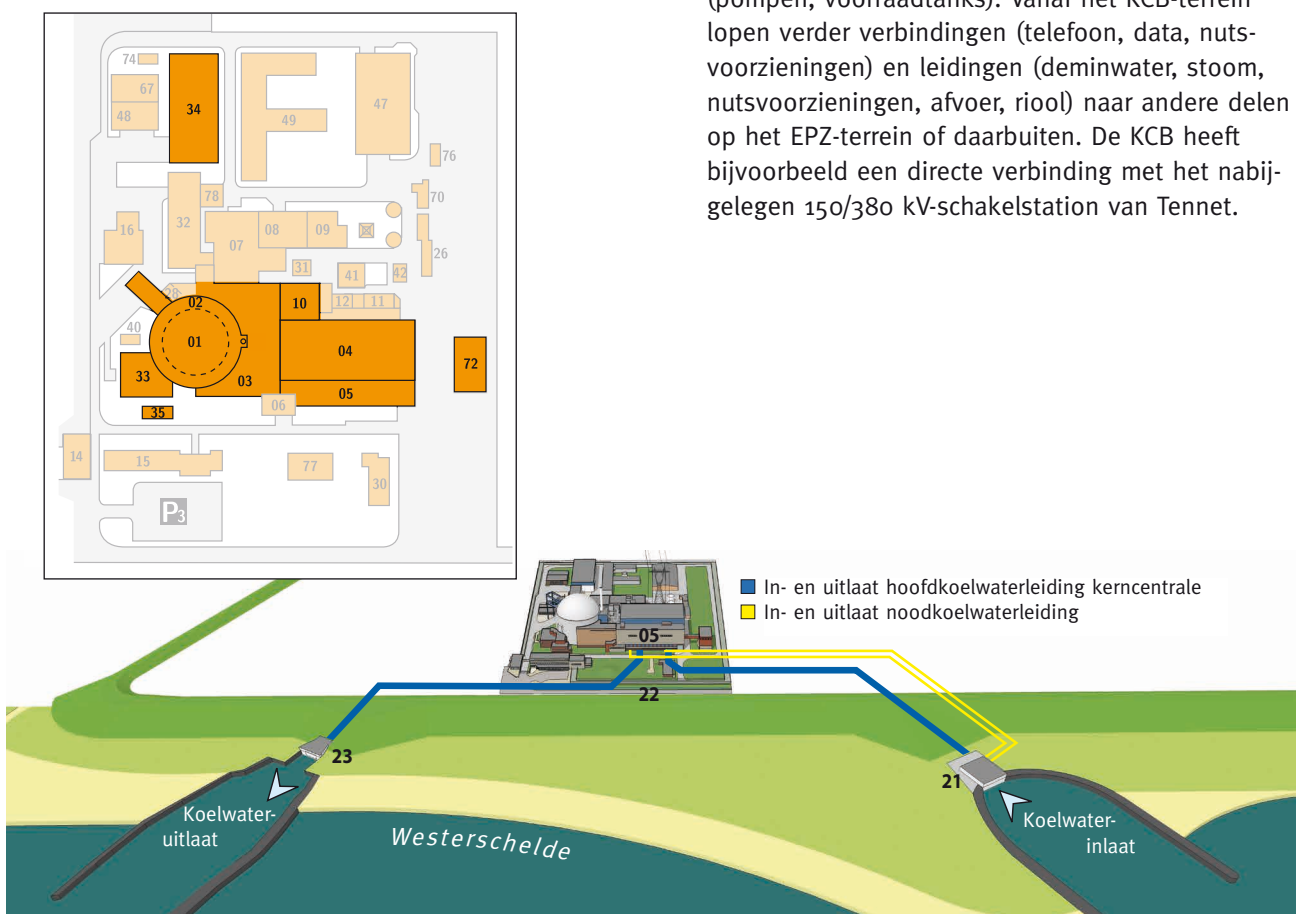 (pompen, voorraadtanks). Vanaf het KCB-terrein
lopen verder verbindingen (telefoon, data, nuts-
voorzieningen) en leidingen (deminwater, stoom,
nutsvoorzieningen, afvoer, riool) naar andere delen
op het EPZ-terrein of daarbuiten. De KCB heeft
bijvoorbeeld een directe verbinding met het nabij-
gelegen 150/380 kV-schakelstation van Tennet.
74
67
34
47
48
49
76
78
70
32
16
08
09
07
26
31
41
42
28
02
10
12
11
40
01
04
72
33
03
05
06
35
14
15
77
30
P3
In- en uitlaat hoofdkoelwaterleiding kerncentrale
In- en uitlaat noodkoelwaterleiding
05
22
23
21
Koelwater-
uitlaat
Westerschelde
Koelwater-
inlaat